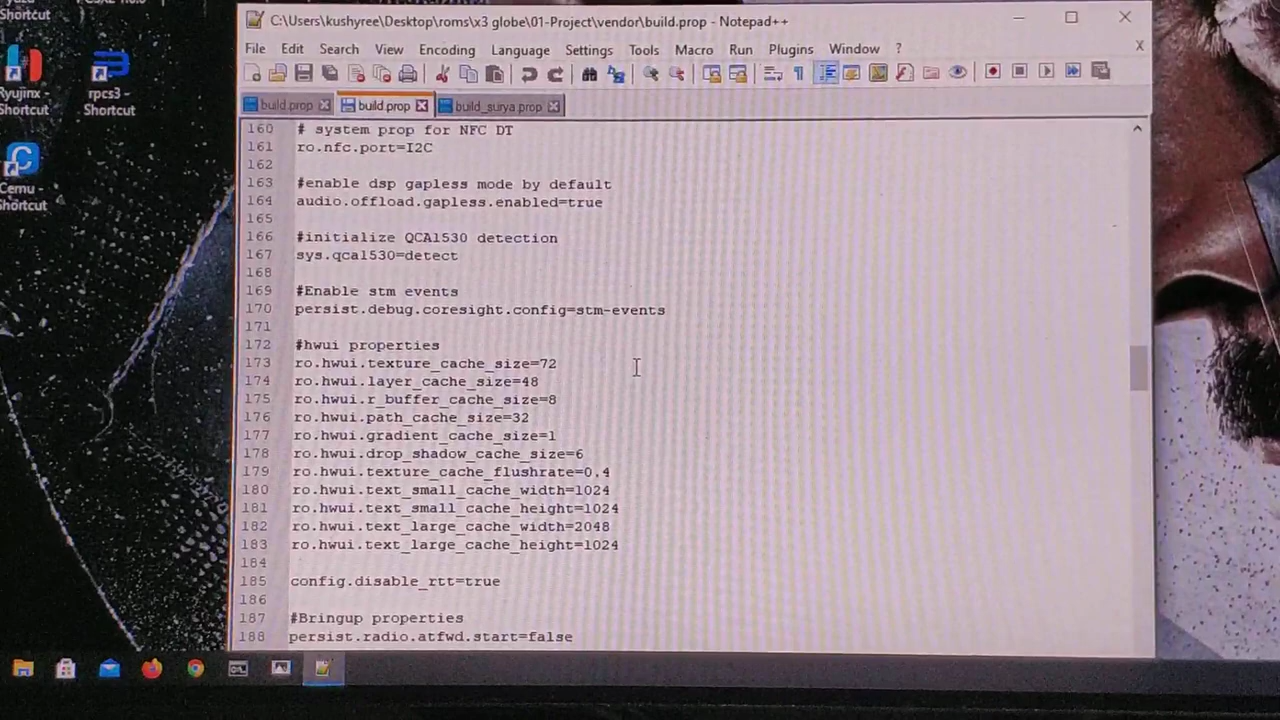 Shortcut
Ryujinx -
Shortcut
rpcs3 -
Shortcut
Cemu -
Shortcut
C:\Users\kushyree\Desktop\roms\x3 globe\01-Project\vendor\build.prop - Notepad++
File Edit Search View Encoding Language Settings Tools Macro Run Plugins Window ? X
build.prop build.prop build_surya.prop
160 # system prop for NFC DT
161 ro.nfc.port=I2C
162
163 #enable dsp gapless mode by default
164 audio.offload.gapless.enabled=true
165
166 #initialize QCA1530 detection
167 sys.qca1530=detect
168
169 #Enable stm events
170 persist.debug.coresight.config=stm-events
171
172 #hwui properties
173 ro.hwui.texture_cache_size=72
174 ro.hwui.layer_cache_size=48
175 ro.hwui.r_buffer_cache_size=8
176 ro.hwui.path_cache_size=32
177 ro.hwui.gradient_cache_size=1
178 ro.hwui.drop_shadow_cache_size=6
179 ro.hwui.texture_cache_flushrate=0.4
180 ro.hwui.text_small_cache_width=1024
181 ro.hwui.text_small_cache_height=1024
182 ro.hwui.text_large_cache_width=2048
183 ro.hwui.text_large_cache_height=1024
184
185 config.disable_rtt=true
186
187 #Bringup properties
188 persist.radio.atfwd.start=false